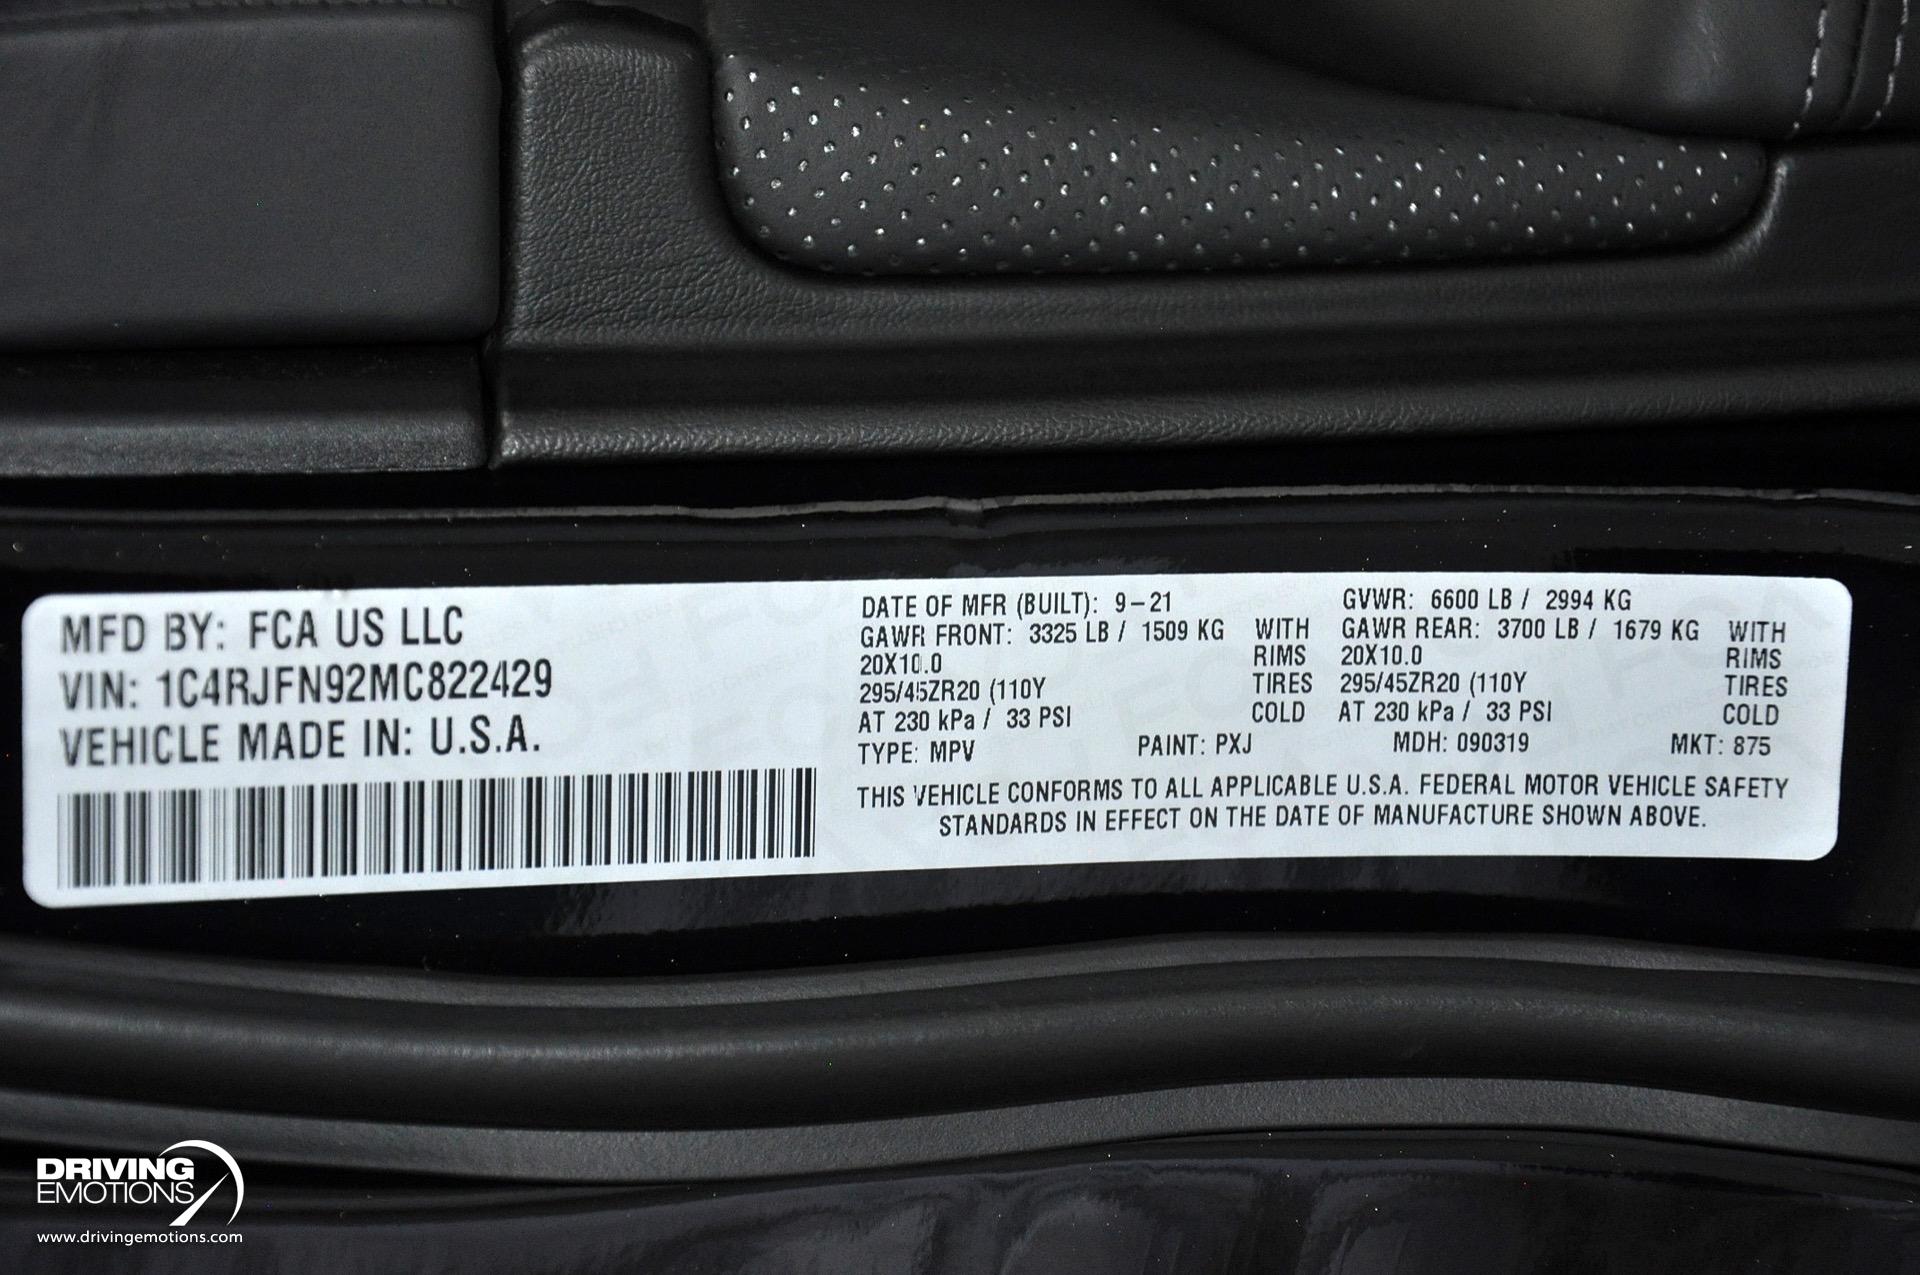 MFD BY: FCA US LLC
VIN: 1C4RJFN92MC822429
VEHICLE MADE IN: U.S.A.
DATE OF MFR (BUILT): 9-21
GVWR: 6600 LB / 2994 KG
GAWR FRONT: 3325 LB / 1509 KG WITH
20X10.0 RIMS
295/45ZR20 (110Y TIRES
AT 230 kPa / 33 PSI COLD
GAWR REAR: 3700 LB / 1679 KG WITH
20X10.0 RIMS
295/45ZR20 (110Y TIRES
AT 230 kPa / 33 PSI COLD
TYPE: MPV PAINT: PXJ MDH: 090319 MKT: 875
THIS VEHICLE CONFORMS TO ALL APPLICABLE U.S.A. FEDERAL MOTOR VEHICLE SAFETY
STANDARDS IN EFFECT ON THE DATE OF MANUFACTURE SHOWN ABOVE.
DRIVING
EMOTIONS
www.drivingemotions.com